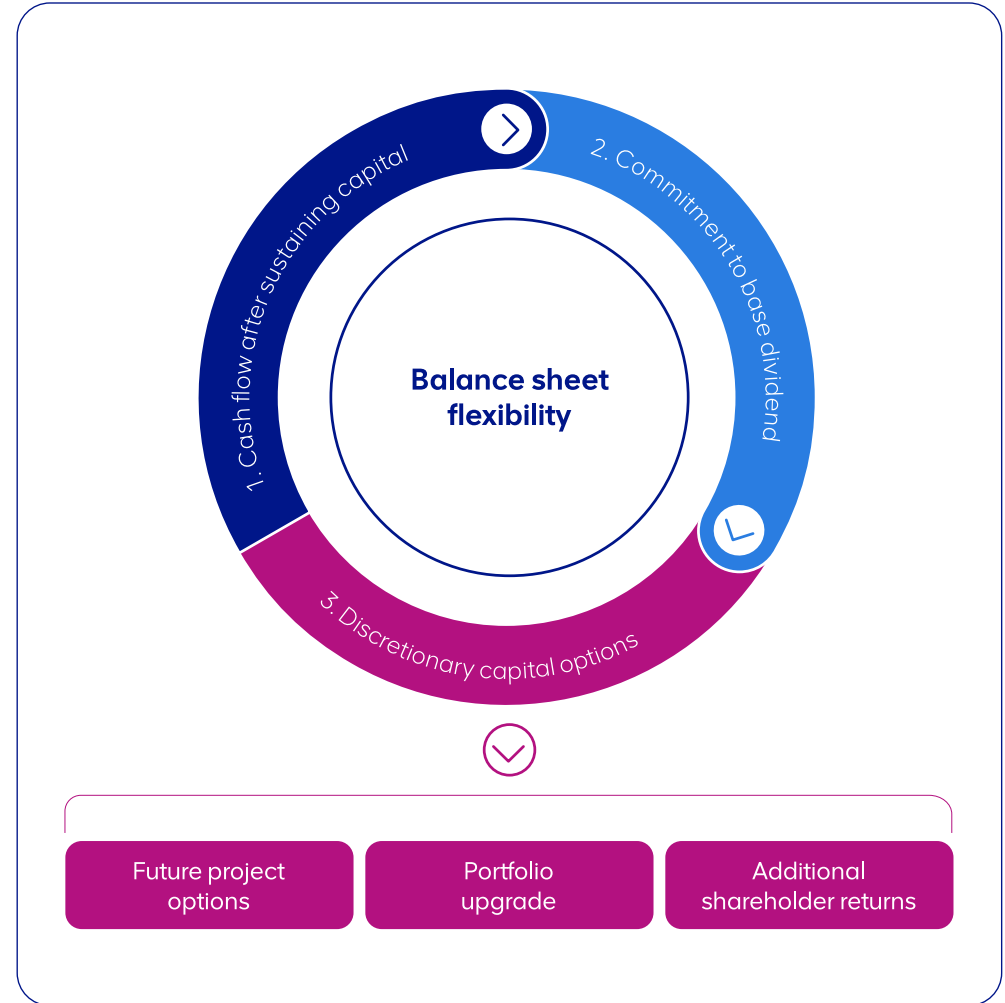 1. Cash flow after sustaining capital
2. Commitment to base dividend
Balance sheet
flexibility
3. Discretionary capital options
Future project
options
Portfolio
upgrade
Additional
shareholder returns